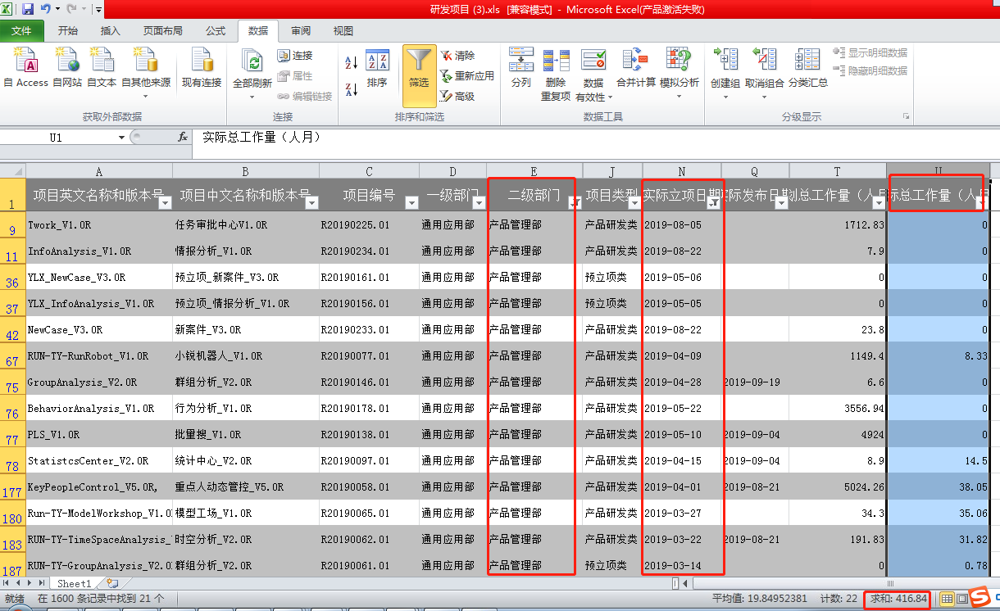 研发项目 (3).xls [兼容模式] - Microsoft Excel(产品激活失败)
文件 开始 插入 页面布局 公式 数据 审阅 视图
自 Access 自网站 自文本 自其他来源 现有连接 全部刷新 连接 属性 编辑链接 排序 筛选 清除 重新应用 高级 分列 删除重复项 数据有效性 合并计算 模拟分析 创建组 取消组合 分类汇总 显示明细数据 隐藏明细数据
获取外部数据 连接 排序和筛选 数据工具 分级显示
U1 fx 实际总工作量（人月）
A B C D E J N Q T U
1 项目英文名称和版本号 项目中文名称和版本号 项目编号 一级部门 二级部门 项目类型 实际立项日期 际发布日期 划总工作量（人 际总工作量（人
9 Twork_V1.0R 任务审批中心V1.0R R20190225.01 通用应用部 产品管理部 产品研发类 2019-08-05 1712.83 0
11 InfoAnalysis_V1.0R 情报分析_V1.0R R20190234.01 通用应用部 产品管理部 产品研发类 2019-08-22 7.9 0
36 YLX_NewCase_V3.0R 预立项_新案件_V3.0R R20190161.01 通用应用部 产品管理部 预立项类 2019-05-06 0 0
37 YLX_InfoAnalysis_V1.0R 预立项_情报分析_V1.0R R20190156.01 通用应用部 产品管理部 预立项类 2019-05-05 0 0
42 NewCase_V3.0R 新案件_V3.0R R20190233.01 通用应用部 产品管理部 产品研发类 2019-08-22 23.8 0
67 RUN-TY-RunRobot_V1.0R 小锐机器人_V1.0R R20190077.01 通用应用部 产品管理部 产品研发类 2019-04-09 1149.4 8.33
75 GroupAnalysis_V2.0R 群组分析_V2.0R R20190146.01 通用应用部 产品管理部 产品研发类 2019-04-28 2019-09-19 6.6 0
76 BehaviorAnalysis_V1.0R 行为分析_V1.0R R20190178.01 通用应用部 产品管理部 产品研发类 2019-05-22 3556.94 0
77 PLS_V1.0R 批量搜_V1.0R R20190138.01 通用应用部 产品管理部 产品研发类 2019-05-10 2019-09-04 4924 0
78 StatistcsCenter_V2.0R 统计中心_V2.0R R20190097.01 通用应用部 产品管理部 产品研发类 2019-04-15 2019-09-04 8.9 14.5
177 KeyPeopleControl_V5.0R, 重点人动态管控_V5.0R R20190058.01 通用应用部 产品管理部 产品研发类 2019-04-01 2019-08-21 5024.26 38.05
180 Run-TY-ModelWorkshop_V1.0 模型工场_V1.0R R20190065.01 通用应用部 产品管理部 产品研发类 2019-03-27 34.3 35.06
183 RUN-TY-TimeSpaceAnalysis_ 时空分析_V2.0R R20190062.01 通用应用部 产品管理部 产品研发类 2019-03-22 2019-08-21 191.83 31.82
187 RUN-TY-GroupAnalysis_V2.0 群组分析_V2.0R R20190061.01 通用应用部 产品管理部 预立项类 2019-03-14 0 0.78
Sheet1
就绪 在 1600 条记录中找到 21 个 平均值: 19.84952381 计数: 22 求和: 416.84